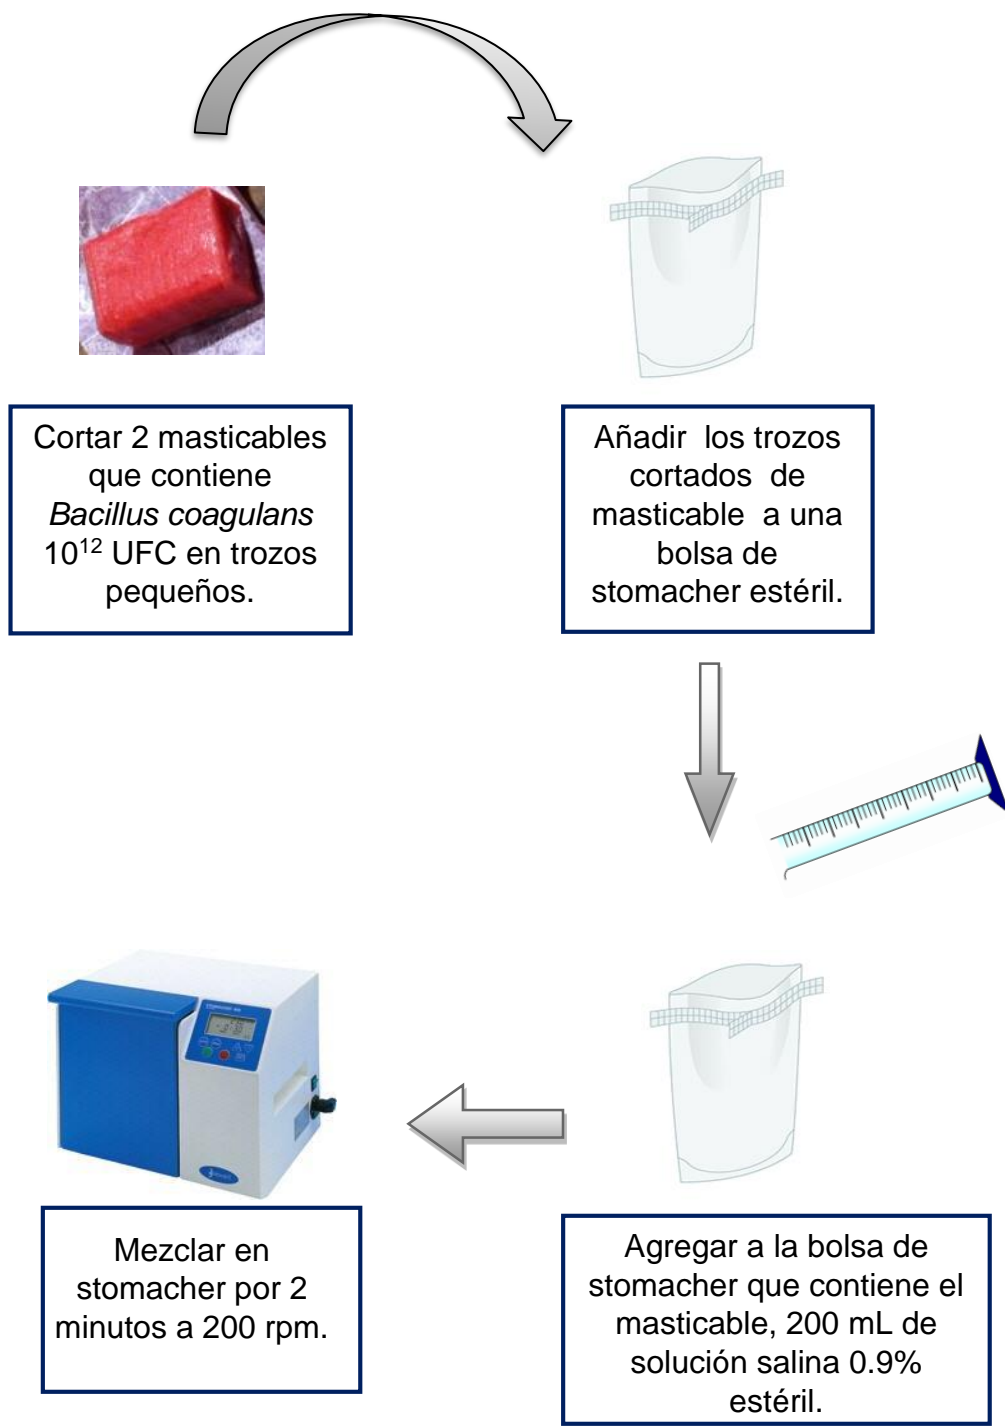 Cortar 2 masticables
que contiene
Bacillus coagulans
10¹² UFC en trozos
pequeños.
Añadir los trozos
cortados de
masticable a una
bolsa de
stomacher estéril.
Agregar a la bolsa de
stomacher que contiene el
masticable, 200 mL de
solución salina 0.9%
estéril.
Mezclar en
stomacher por 2
minutos a 200 rpm.